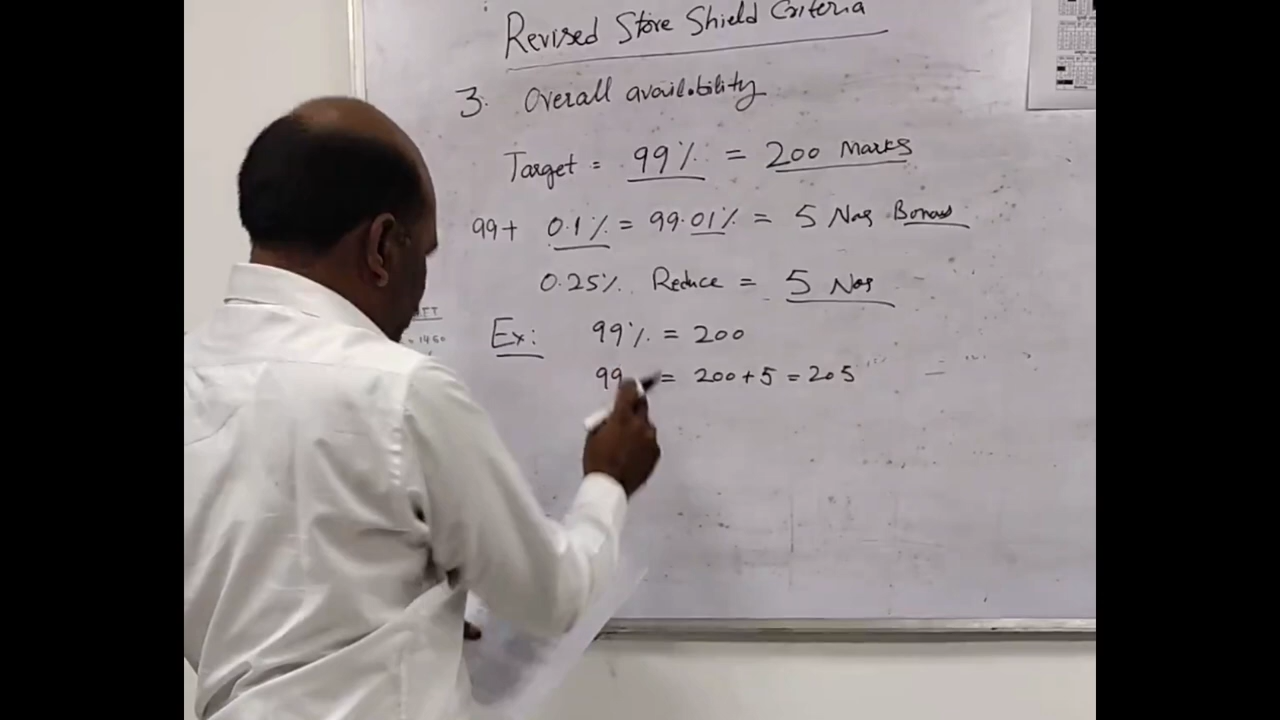 Revised Store Shield Criteria
3. Overall availability
Target = 99% = 200 Marks
99+ 0.1% = 99.01% = 5 Nos Bonus
0.25% Reduce = 5 Nos
Ex: 99% = 200
99 = 200+5 = 205